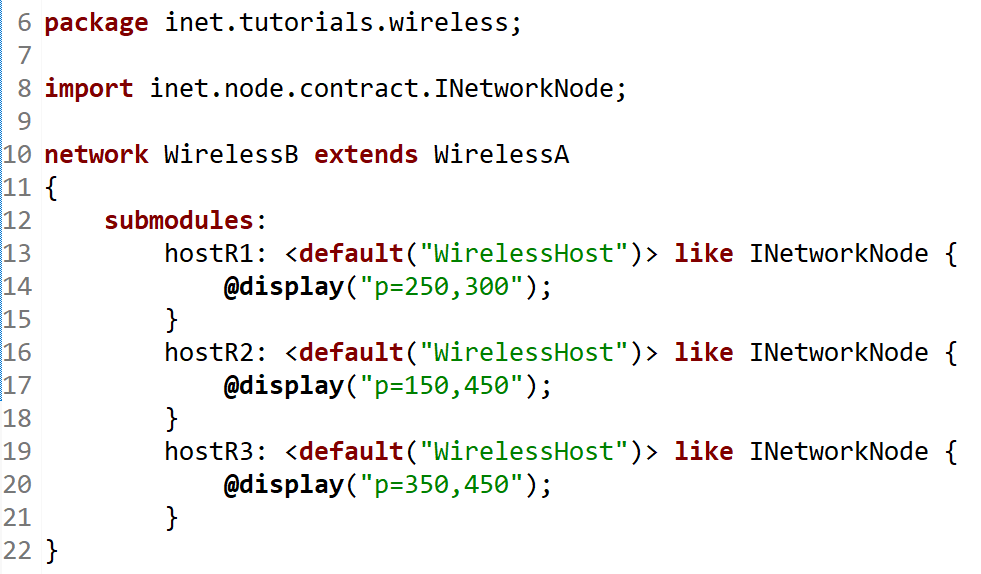 6 package inet.tutorials.wireless;
7
8 import inet.node.contract.INetworkNode;
9
10 network WirelessB extends WirelessA
11 {
12     submodules:
13         hostR1: <default("WirelessHost")> like INetworkNode {
14             @display("p=250,300");
15         }
16         hostR2: <default("WirelessHost")> like INetworkNode {
17             @display("p=150,450");
18         }
19         hostR3: <default("WirelessHost")> like INetworkNode {
20             @display("p=350,450");
21         }
22 }